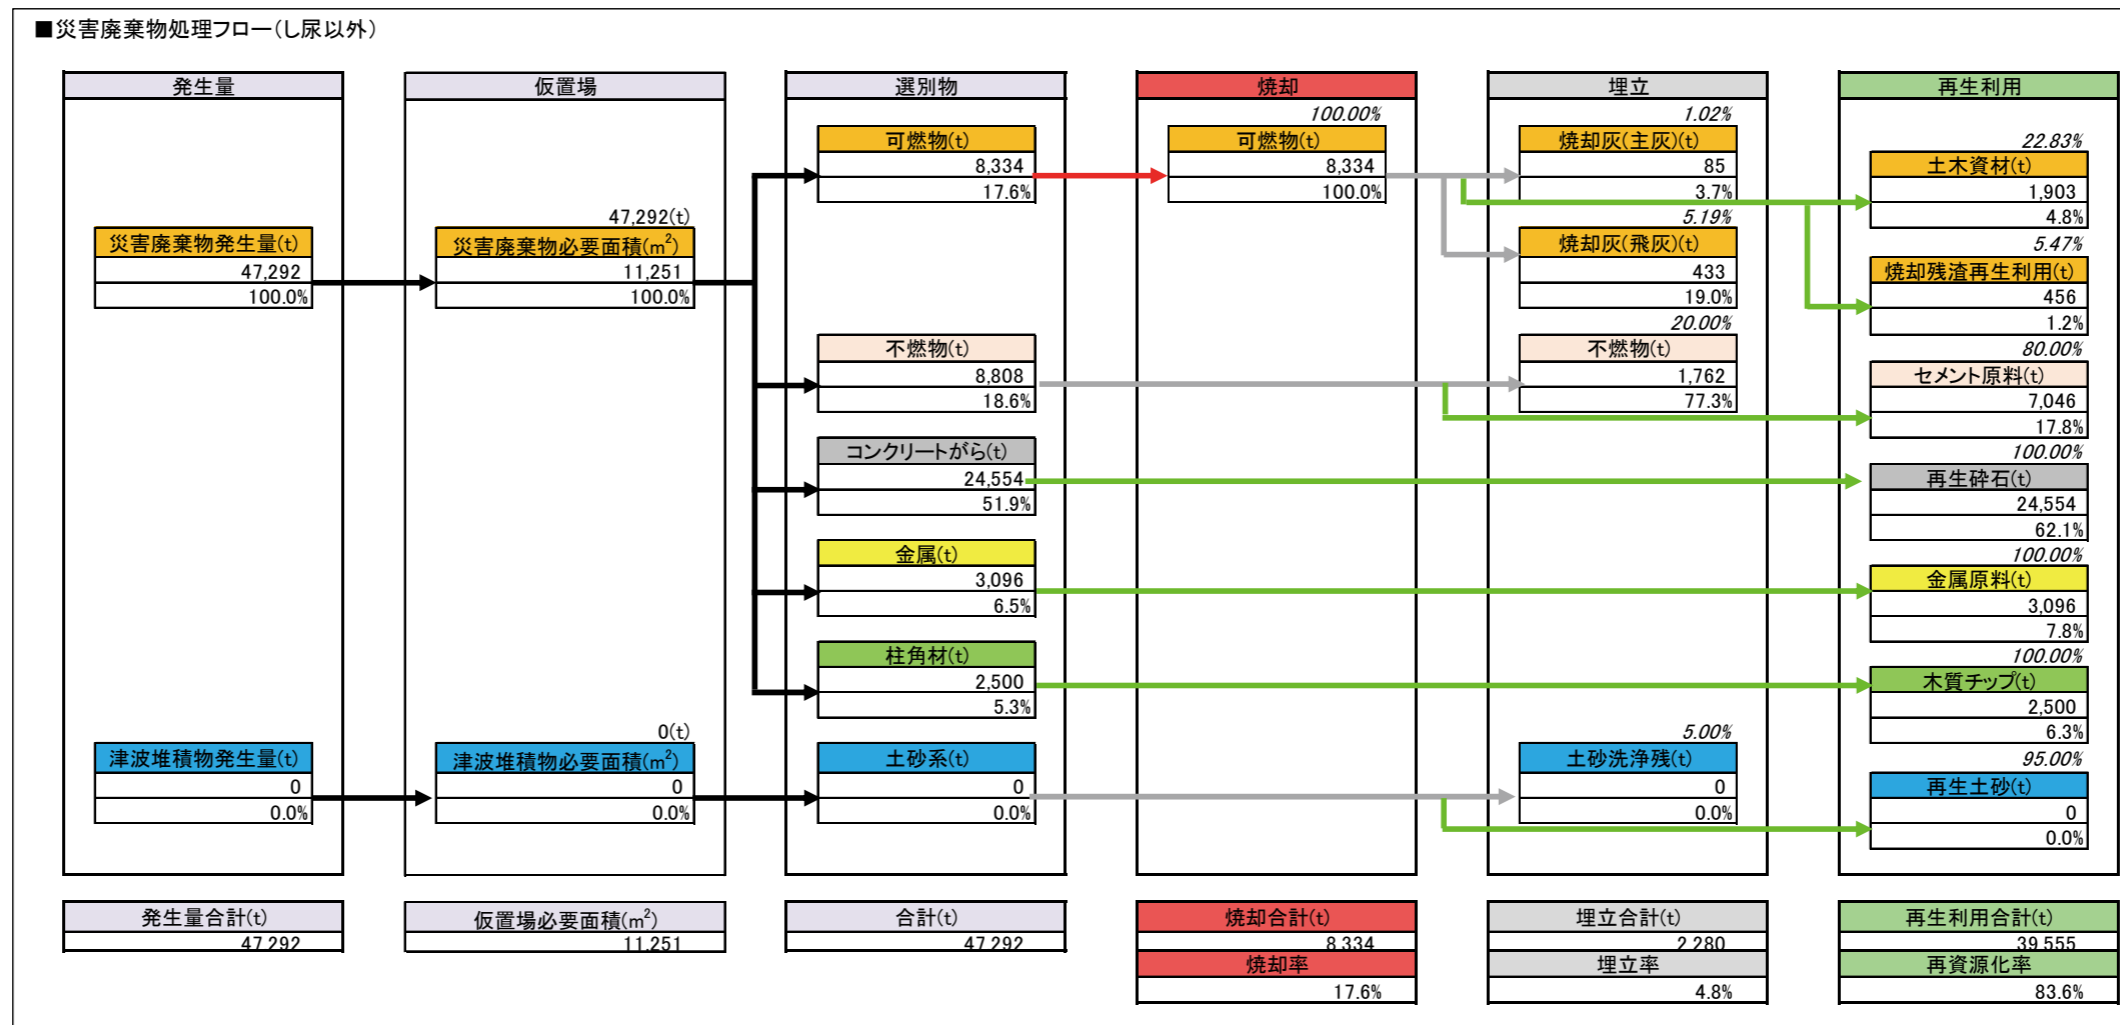 ■災害廃棄物処理フロー(し尿以外)
発生量
災害廃棄物発生量(t)
47,292
100.0%
津波堆積物発生量(t)
0
0.0%
発生量合計(t)
47,292
仮置場
47,292(t)
災害廃棄物必要面積(m²)
11,251
100.0%
0(t)
津波堆積物必要面積(m²)
0
0.0%
仮置場必要面積(m²)
11,251
選別物
可燃物(t)
8,334
17.6%
不燃物(t)
8,808
18.6%
コンクリートがら(t)
24,554
51.9%
金属(t)
3,096
6.5%
柱角材(t)
2,500
5.3%
土砂系(t)
0
0.0%
合計(t)
47,292
焼却
100.00%
可燃物(t)
8,334
100.0%
焼却合計(t)
8,334
焼却率
17.6%
埋立
1.02%
焼却灰(主灰)(t)
85
3.7%
5.19%
焼却灰(飛灰)(t)
433
19.0%
20.00%
不燃物(t)
1,762
77.3%
5.00%
土砂洗浄残(t)
0
0.0%
埋立合計(t)
2,280
埋立率
4.8%
再生利用
22.83%
土木資材(t)
1,903
4.8%
5.47%
焼却残渣再生利用(t)
456
1.2%
80.00%
セメント原料(t)
7,046
17.8%
100.00%
再生砕石(t)
24,554
62.1%
100.00%
金属原料(t)
3,096
7.8%
100.00%
木質チップ(t)
2,500
6.3%
95.00%
再生土砂(t)
0
0.0%
再生利用合計(t)
39,555
再資源化率
83.6%